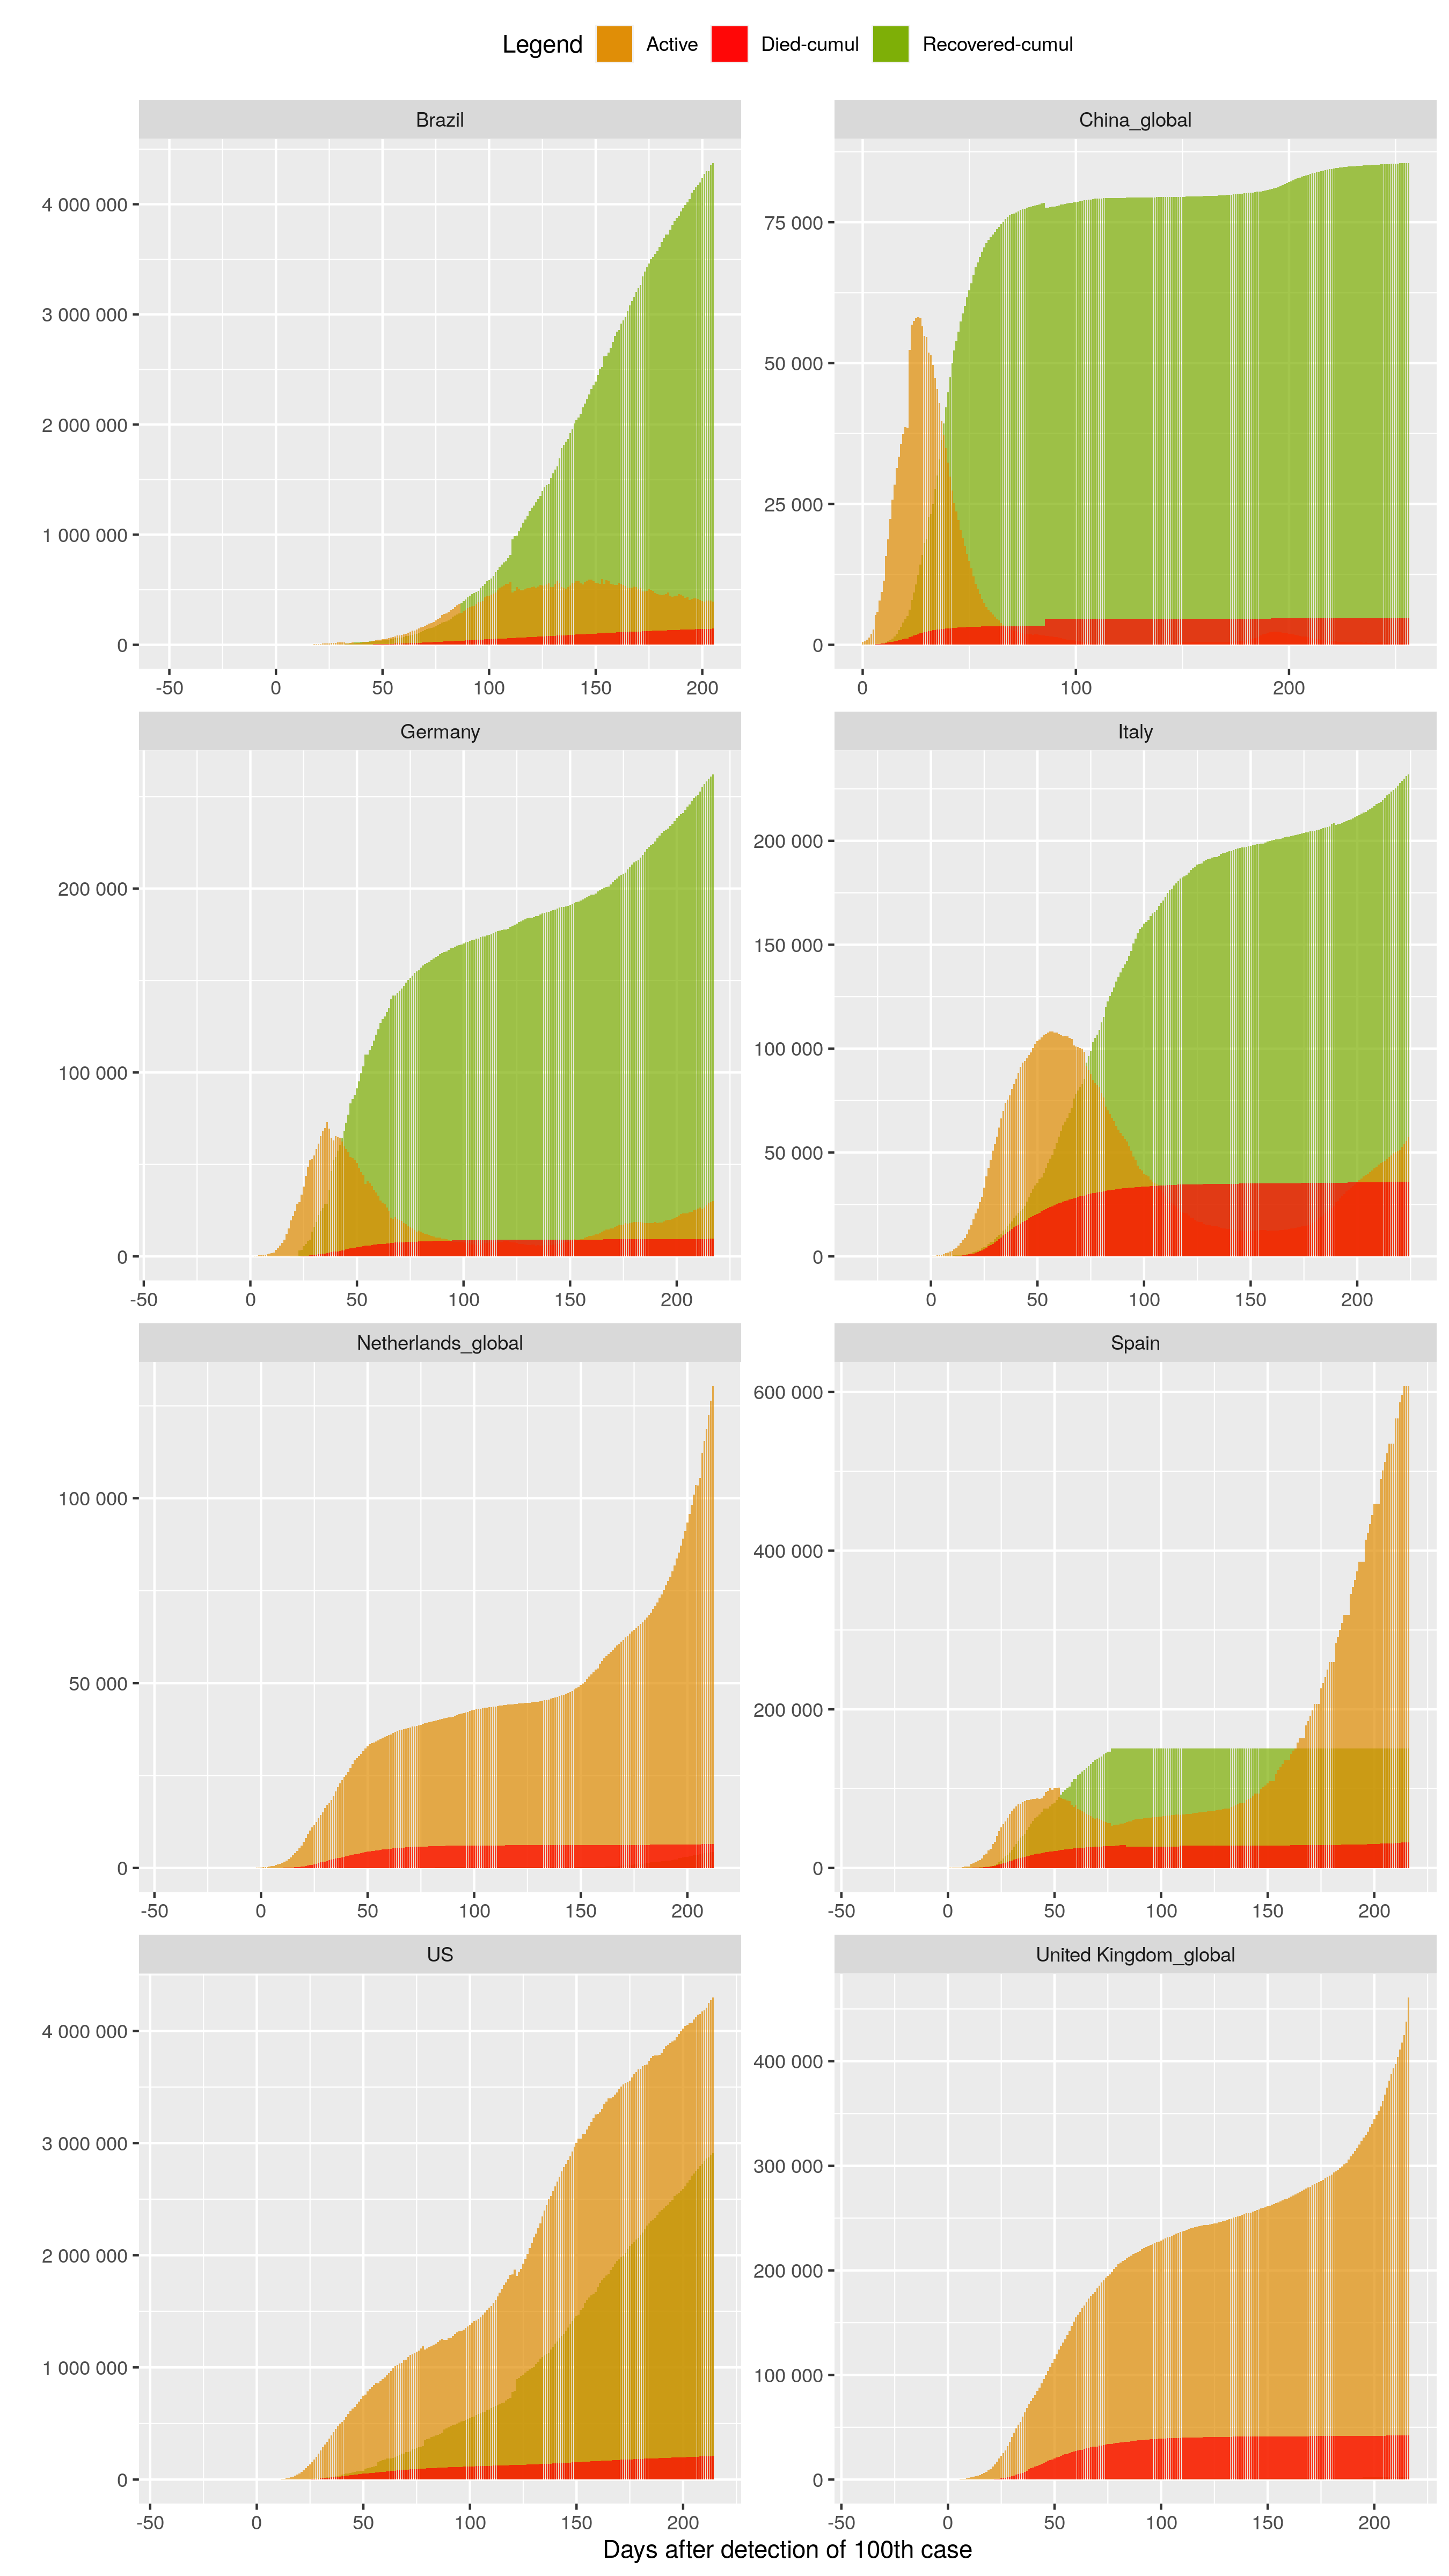 Legend Active Died-cumul Recovered-cumul
Brazil China_global
4 000 000
3 000 000
2 000 000
1 000 000
0
-50 0 50 100 150 200
75 000
50 000
25 000
0
0 100 200
Germany Italy
200 000
100 000
0
-50 0 50 100 150 200
200 000
150 000
100 000
50 000
0
0 50 100 150 200
Netherlands_global Spain
100 000
50 000
0
-50 0 50 100 150 200
600 000
400 000
200 000
0
-50 0 50 100 150 200
US United Kingdom_global
4 000 000
3 000 000
2 000 000
1 000 000
0
-50 0 50 100 150 200
400 000
300 000
200 000
100 000
0
-50 0 50 100 150 200
Days after detection of 100th case